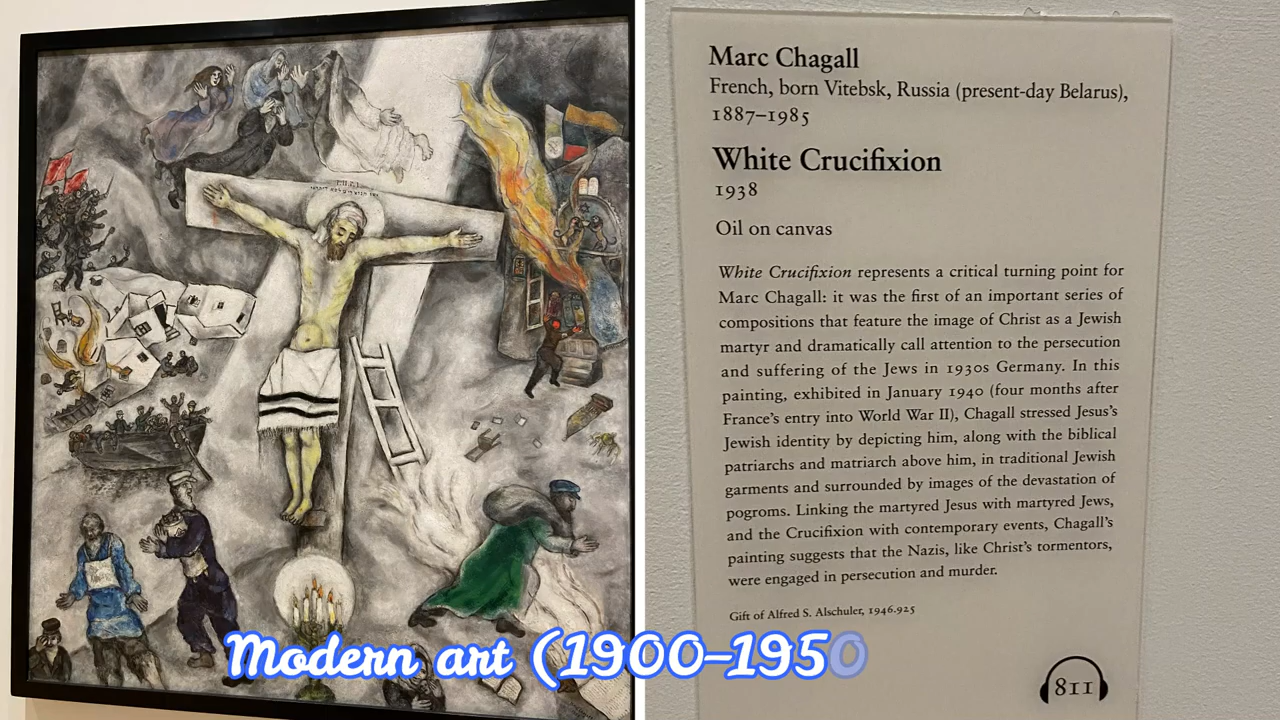 Marc Chagall
French, born Vitebsk, Russia (present-day Belarus),
1887–1985
White Crucifixion
1938
Oil on canvas
White Crucifixion represents a critical turning point for
Marc Chagall: it was the first of an important series of
compositions that feature the image of Christ as a Jewish
martyr and dramatically call attention to the persecution
and suffering of the Jews in 1930s Germany. In this
painting, exhibited in January 1940 (four months after
France's entry into World War II), Chagall stressed Jesus's
Jewish identity by depicting him, along with the biblical
patriarchs and matriarch above him, in traditional Jewish
garments and surrounded by images of the devastation of
pogroms. Linking the martyred Jesus with martyred Jews,
and the Crucifixion with contemporary events, Chagall's
painting suggests that the Nazis, like Christ's tormentors,
were engaged in persecution and murder.
Gift of Alfred S. Alschuler, 1946.925
811
Modern art (1900–1950